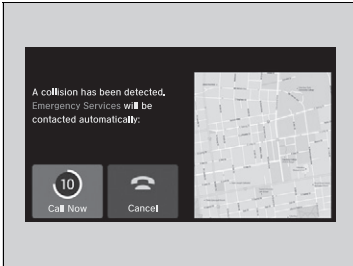 A collision has been detected.
Emergency Services will be
contacted automatically:
10
Call Now
Cancel